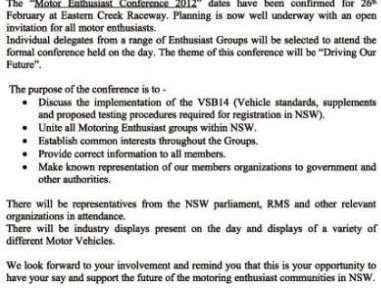 The "Motor Enthusiast Conference 2012" dates have been confirmed for 26th
February at Eastern Creek Raceway. Planning is now well underway with an open
invitation for all motor enthusiasts.
Individual delegates from a range of Enthusiast Groups will be selected to attend the
formal conference held on the day. The theme of this conference will be "Driving Our
Future".
The purpose of the conference is to -
• Discuss the implementation of the VSB14 (Vehicle standards, supplements
and proposed testing procedures required for registration in NSW).
• Unite all Motoring Enthusiast groups within NSW.
• Establish common interests throughout the Groups.
• Provide correct information to all members.
• Make known representation of our members organizations to government and
other authorities.
There will be representatives from the NSW parliament, RMS and other relevant
organizations in attendance.
There will be industry displays present on the day and displays of a variety of
different Motor Vehicles.
We look forward to your involvement and remind you that this is your opportunity to
have your say and support the future of the motoring enthusiast communities in NSW.